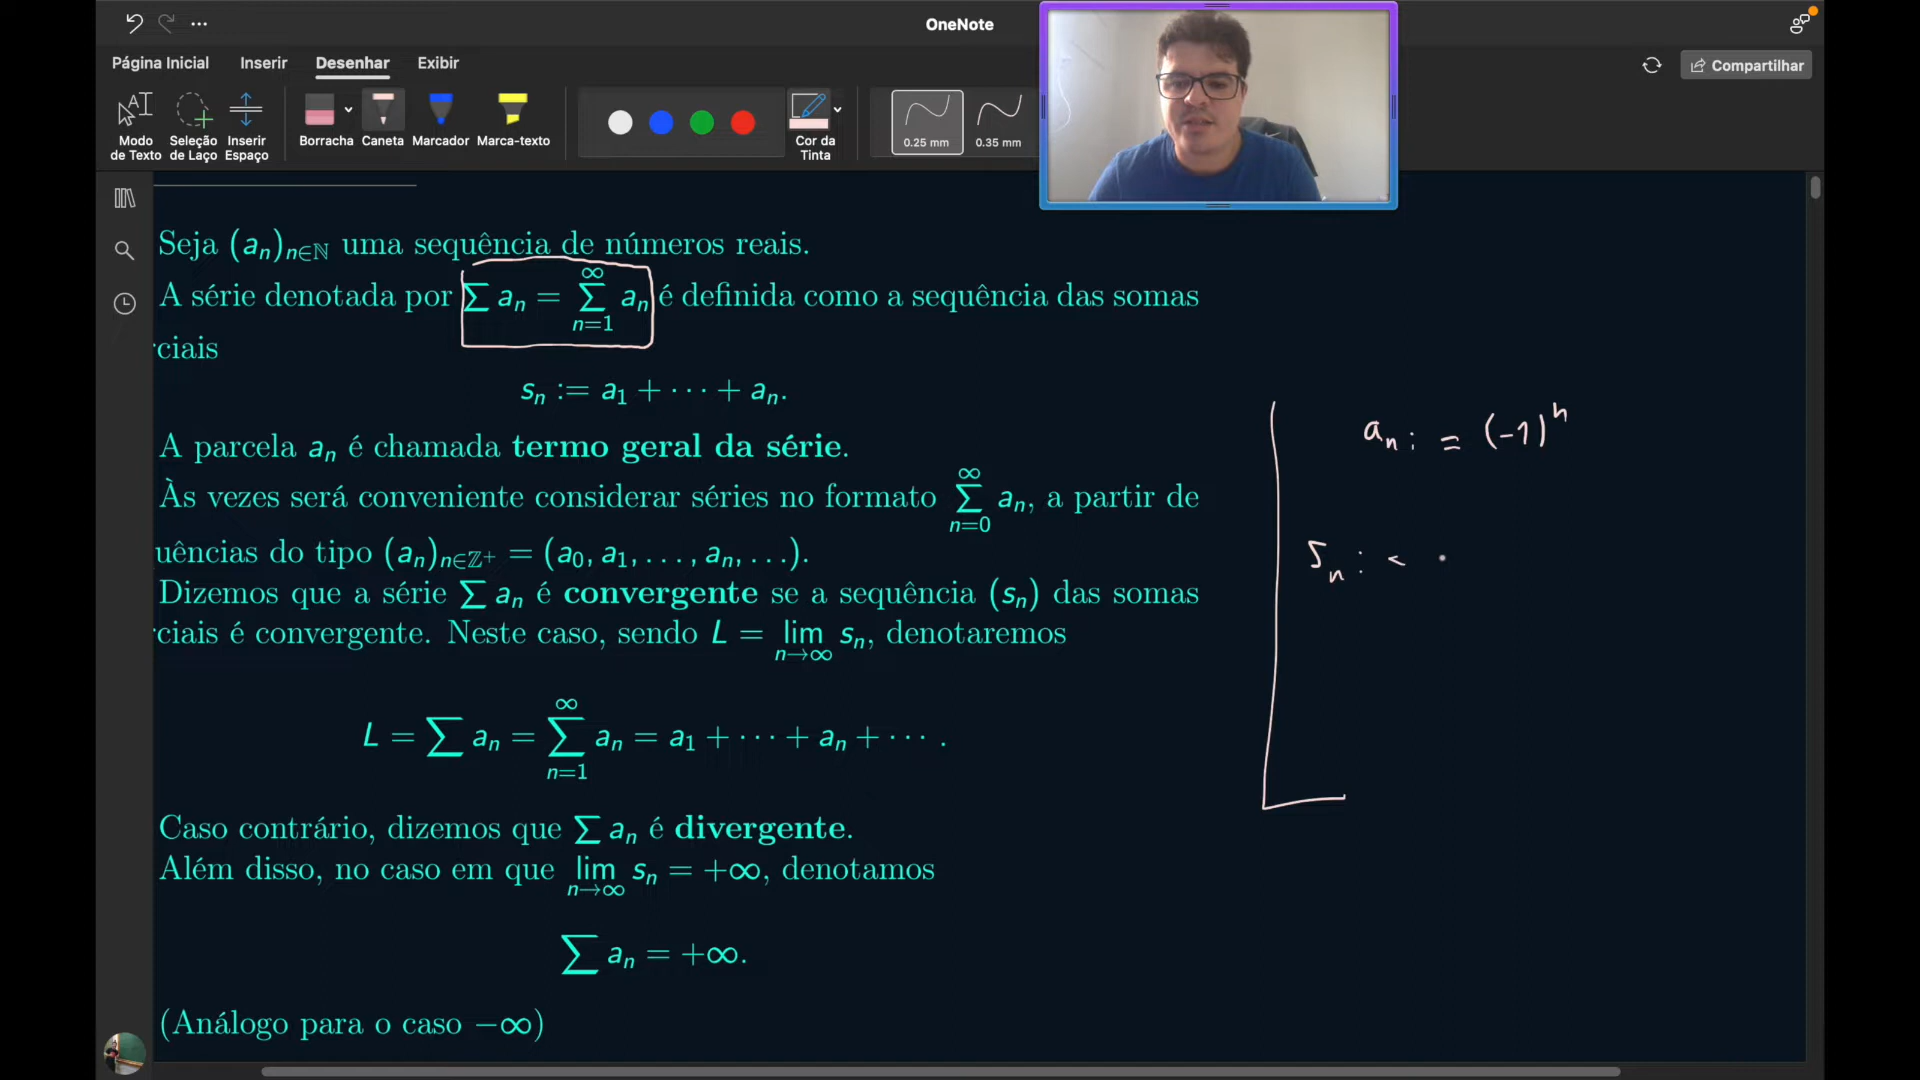 OneNote
Página Inicial Inserir Desenhar Exibir Compartilhar
Modo de Texto Seleção de Laço Inserir Espaço Borracha Caneta Marcador Marca-texto Cor da Tinta 0.25 mm 0.35 mm
Seja (aₙ)ₙ∈ℕ uma sequência de números reais.
A série denotada por ∑ aₙ = ∑_{n=1}^{∞} aₙ é definida como a sequência das somas
rciais
sₙ := a₁ + ··· + aₙ.
A parcela aₙ é chamada termo geral da série.
Às vezes será conveniente considerar séries no formato ∑_{n=0}^{∞} aₙ, a partir de
uências do tipo (aₙ)_{n∈ℤ⁺} = (a₀, a₁, ..., aₙ, ...).
Dizemos que a série ∑ aₙ é convergente se a sequência (sₙ) das somas
rciais é convergente. Neste caso, sendo L = lim_{n→∞} sₙ, denotaremos
L = ∑ aₙ = ∑_{n=1}^{∞} aₙ = a₁ + ··· + aₙ + ··· .
Caso contrário, dizemos que ∑ aₙ é divergente.
Além disso, no caso em que lim_{n→∞} sₙ = +∞, denotamos
∑ aₙ = +∞.
(Análogo para o caso −∞)
aₙ := (-1)ⁿ
Sₙ :